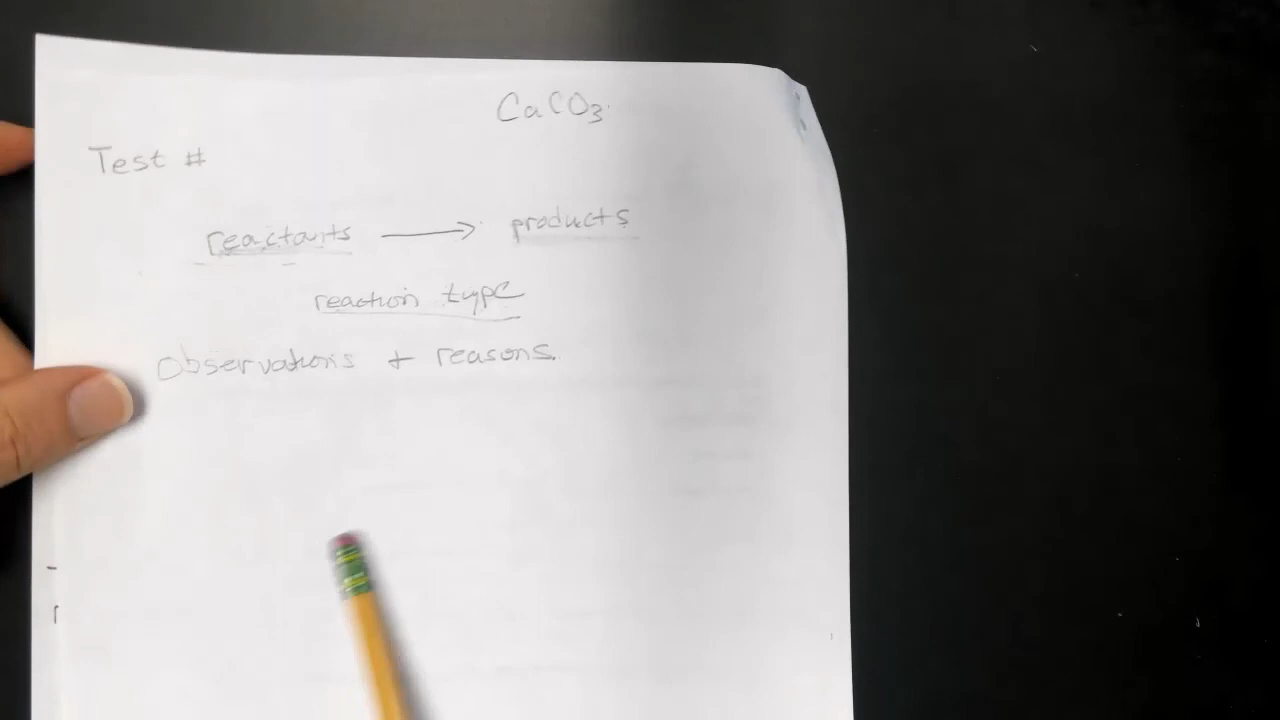 CaCO₃
Test #
reactants ⟶ products
reaction type
Observations + reasons.